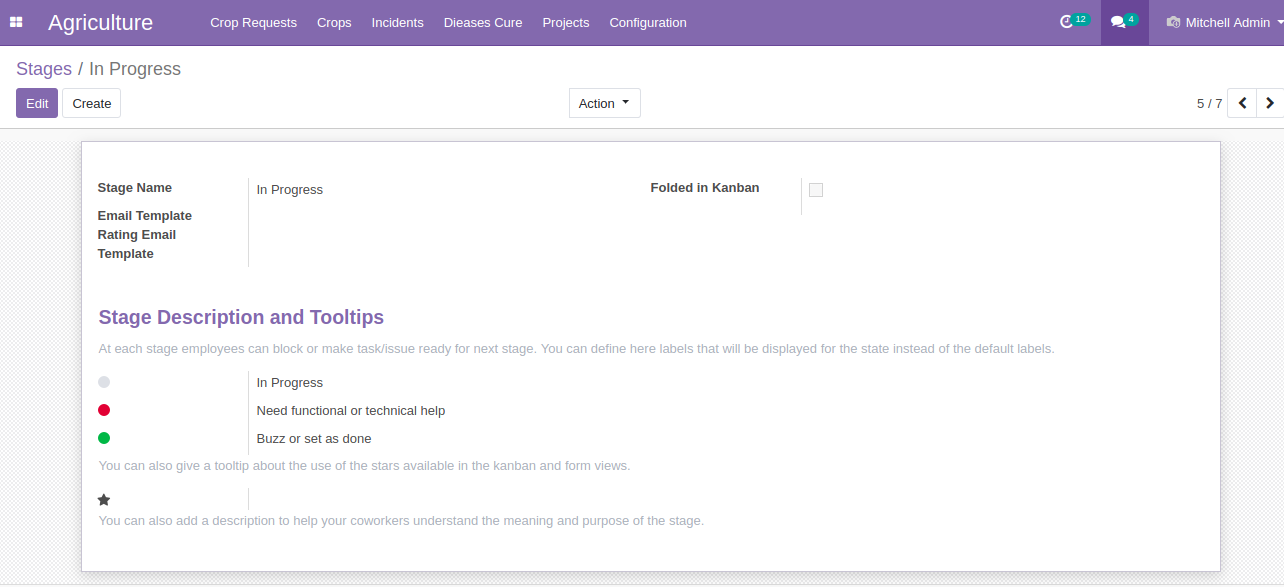 Agriculture Crop Requests Crops Incidents Dieases Cure Projects Configuration 12 4 Mitchell Admin
Stages / In Progress
Edit Create Action 5 / 7
Stage Name In Progress Folded in Kanban
Email Template
Rating Email
Template
Stage Description and Tooltips
At each stage employees can block or make task/issue ready for next stage. You can define here labels that will be displayed for the state instead of the default labels.
In Progress
Need functional or technical help
Buzz or set as done
You can also give a tooltip about the use of the stars available in the kanban and form views.
You can also add a description to help your coworkers understand the meaning and purpose of the stage.